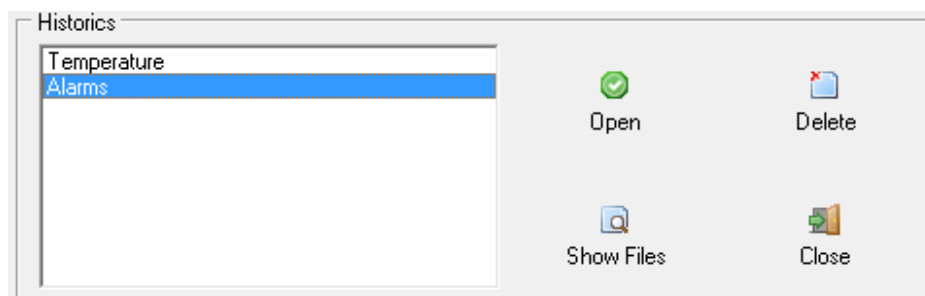 Historics
Temperature
Alarms
Open
Delete
Show Files
Close